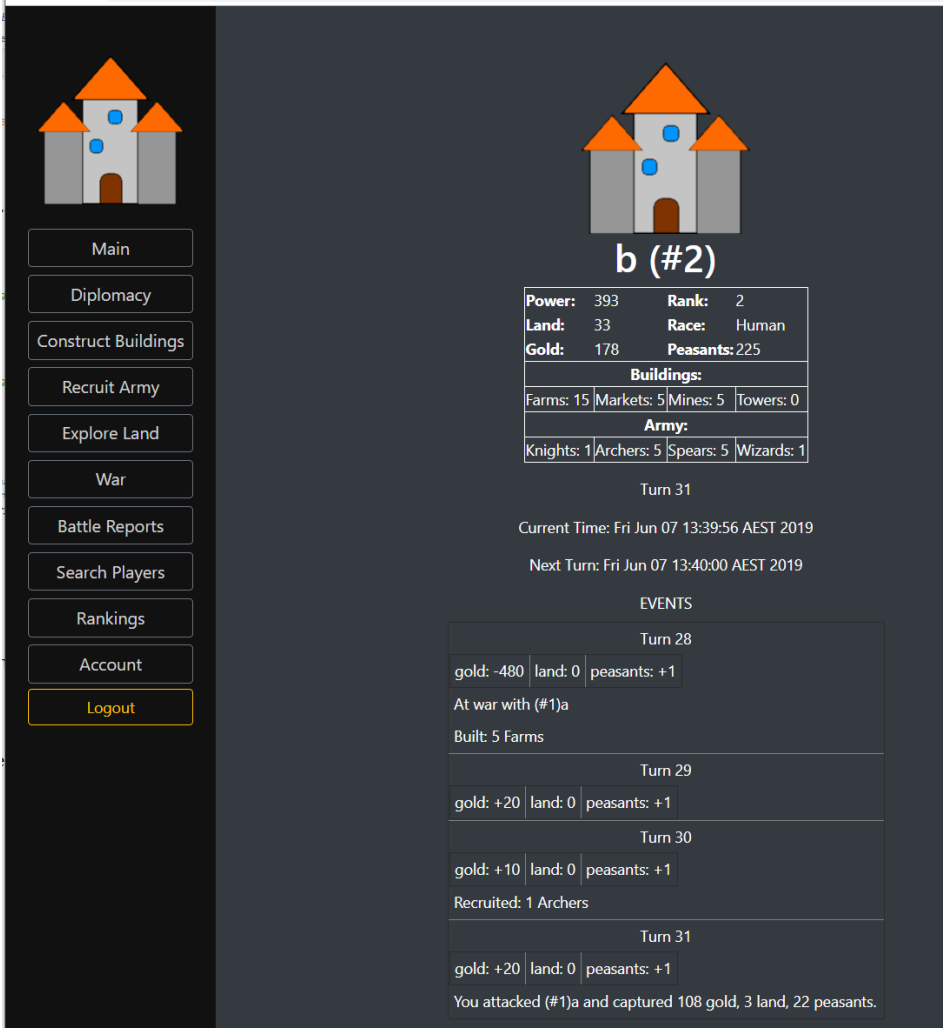 Main
Diplomacy
Construct Buildings
Recruit Army
Explore Land
War
Battle Reports
Search Players
Rankings
Account
Logout
b (#2)
Power: 393 Rank: 2
Land: 33 Race: Human
Gold: 178 Peasants: 225
Buildings:
Farms: 15 Markets: 5 Mines: 5 Towers: 0
Army:
Knights: 1 Archers: 5 Spears: 5 Wizards: 1
Turn 31
Current Time: Fri Jun 07 13:39:56 AEST 2019
Next Turn: Fri Jun 07 13:40:00 AEST 2019
EVENTS
Turn 28
gold: -480 land: 0 peasants: +1
At war with (#1)a
Built: 5 Farms
Turn 29
gold: +20 land: 0 peasants: +1
Turn 30
gold: +10 land: 0 peasants: +1
Recruited: 1 Archers
Turn 31
gold: +20 land: 0 peasants: +1
You attacked (#1)a and captured 108 gold, 3 land, 22 peasants.